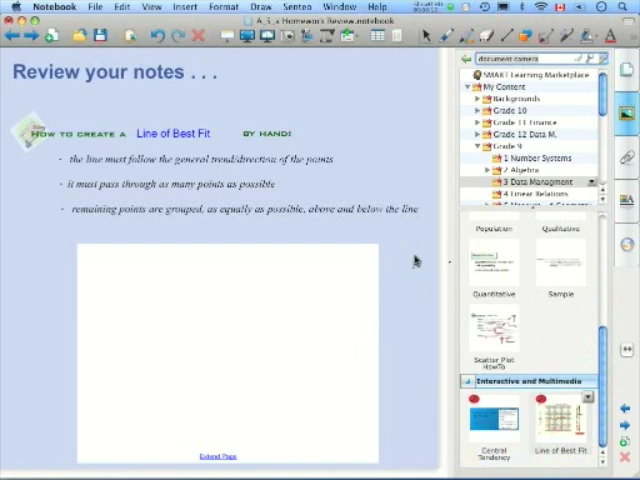 Notebook File Edit View Insert Format Draw Senteo Window Help
A_5_a Homework Review.notebook
document camera
Review your notes . . .
HOW TO CREATE A Line of Best Fit BY HAND!
- the line must follow the general trend/direction of the points
- it must pass through as many points as possible
- remaining points are grouped, as equally as possible, above and below the line
Extend Page
SMART Learning Marketplace
My Content
Backgrounds
Grade 10
Grade 11 Finance
Grade 12 Data M.
Grade 9
1 Number Systems
2 Algebra
3 Data Managment
4 Linear Relations
Population Qualitative
Quantitative Sample
Scatter Plot
HowTo
Interactive and Multimedia
Central
Tendency
Line of Best Fit